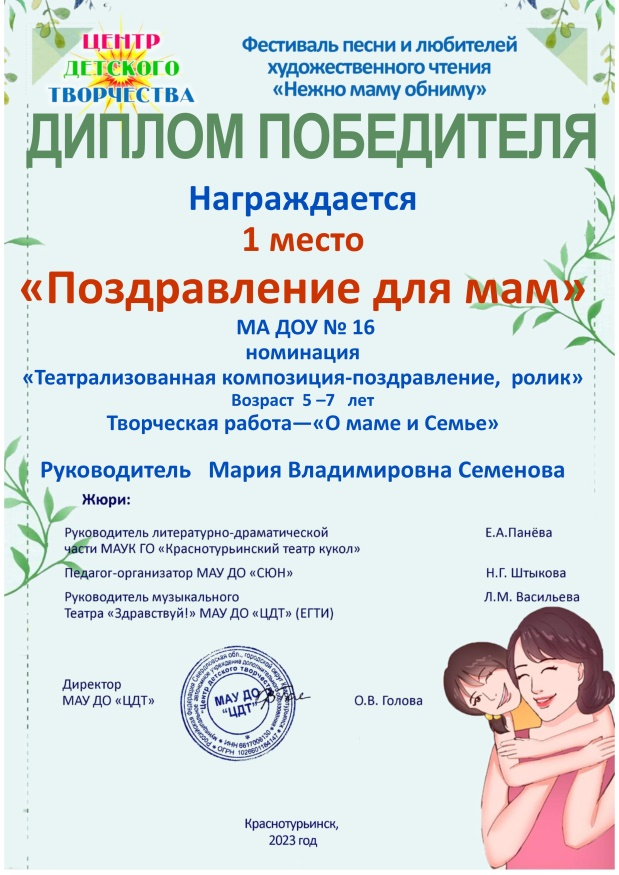 ЦЕНТР
ДЕТСКОГО
ТВОРЧЕСТВА
Фестиваль песни и любителей
художественного чтения
«Нежно маму обниму»
ДИПЛОМ ПОБЕДИТЕЛЯ
Награждается
1 место
«Поздравление для мам»
МА ДОУ № 16
номинация
«Театрализованная композиция-поздравление, ролик»
Возраст 5 –7 лет
Творческая работа—«О маме и Семье»
Руководитель Мария Владимировна Семенова
Жюри:
Руководитель литературно-драматической
части МАУК ГО «Краснотурьинский театр кукол»
Е.А.Панёва
Педагог-организатор МАУ ДО «СЮН»
Н.Г. Штыкова
Руководитель музыкального
Театра «Здравствуй!» МАУ ДО «ЦДТ» (ЕГТИ)
Л.М. Васильева
Директор
МАУ ДО «ЦДТ»
МАУ ДО
"ЦДТ"
О.В. Голова
Краснотурьинск,
2023 год